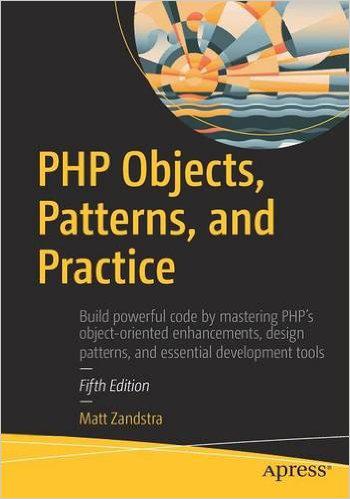 PHP Objects,
Patterns, and
Practice
Build powerful code by mastering PHP's
object-oriented enhancements, design
patterns, and essential development tools
Fifth Edition
Matt Zandstra
Apress®